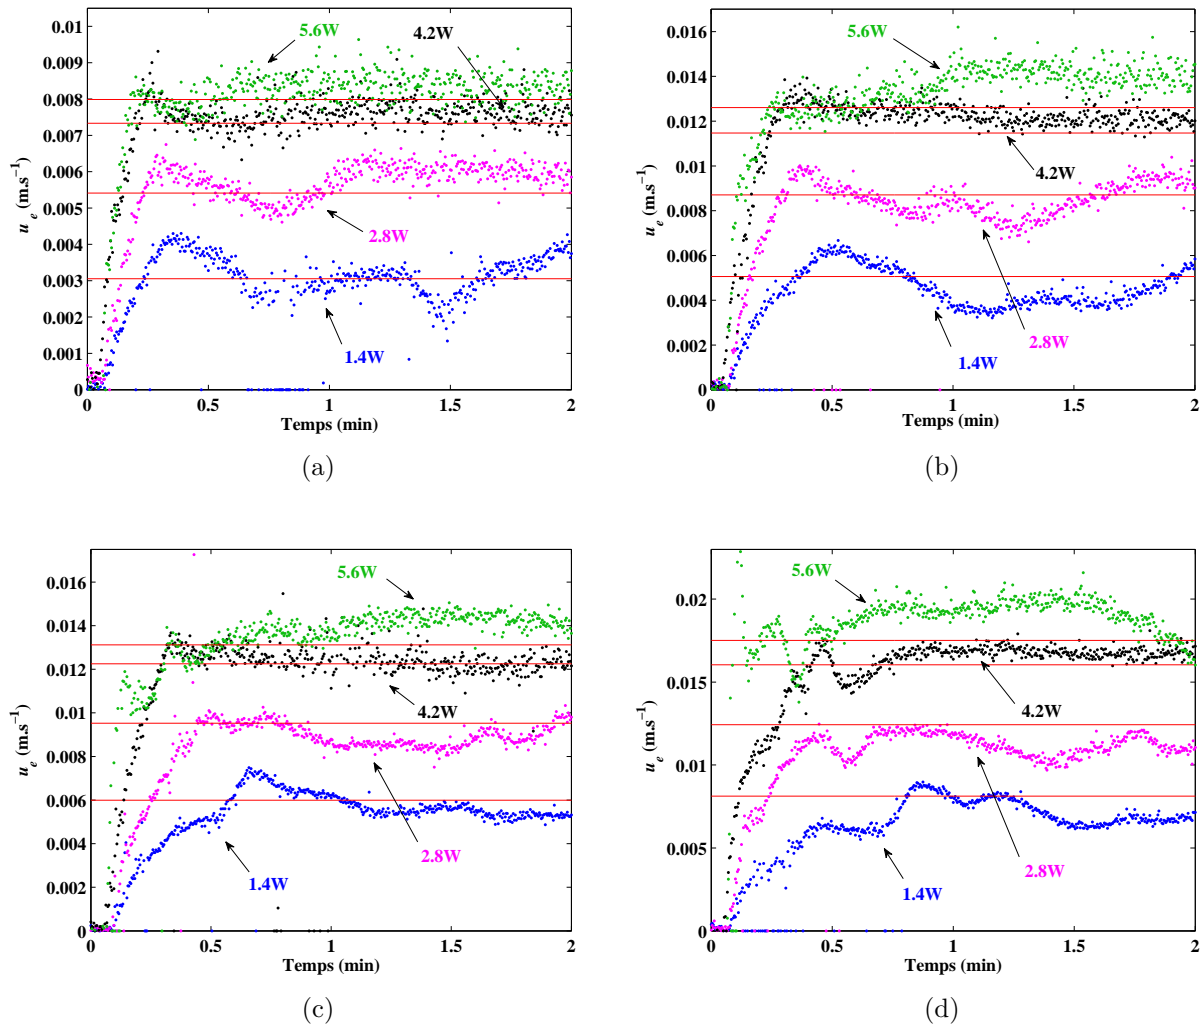 0.01
0.009
0.008
0.007
0.006
0.005
0.004
0.003
0.002
0.001
0
u_e (m.s⁻¹)
5.6W
4.2W
2.8W
1.4W
0 0.5 1 1.5 2
Temps (min)
(a)
0.016
0.014
0.012
0.01
0.008
0.006
0.004
0.002
0
u_e (m.s⁻¹)
5.6W
4.2W
2.8W
1.4W
0 0.5 1 1.5 2
Temps (min)
(b)
0.016
0.014
0.012
0.01
0.008
0.006
0.004
0.002
0
u_e (m.s⁻¹)
5.6W
4.2W
2.8W
1.4W
0 0.5 1 1.5 2
Temps (min)
(c)
0.02
0.015
0.01
0.005
0
u_e (m.s⁻¹)
5.6W
4.2W
2.8W
1.4W
0 0.5 1 1.5 2
Temps (min)
(d)